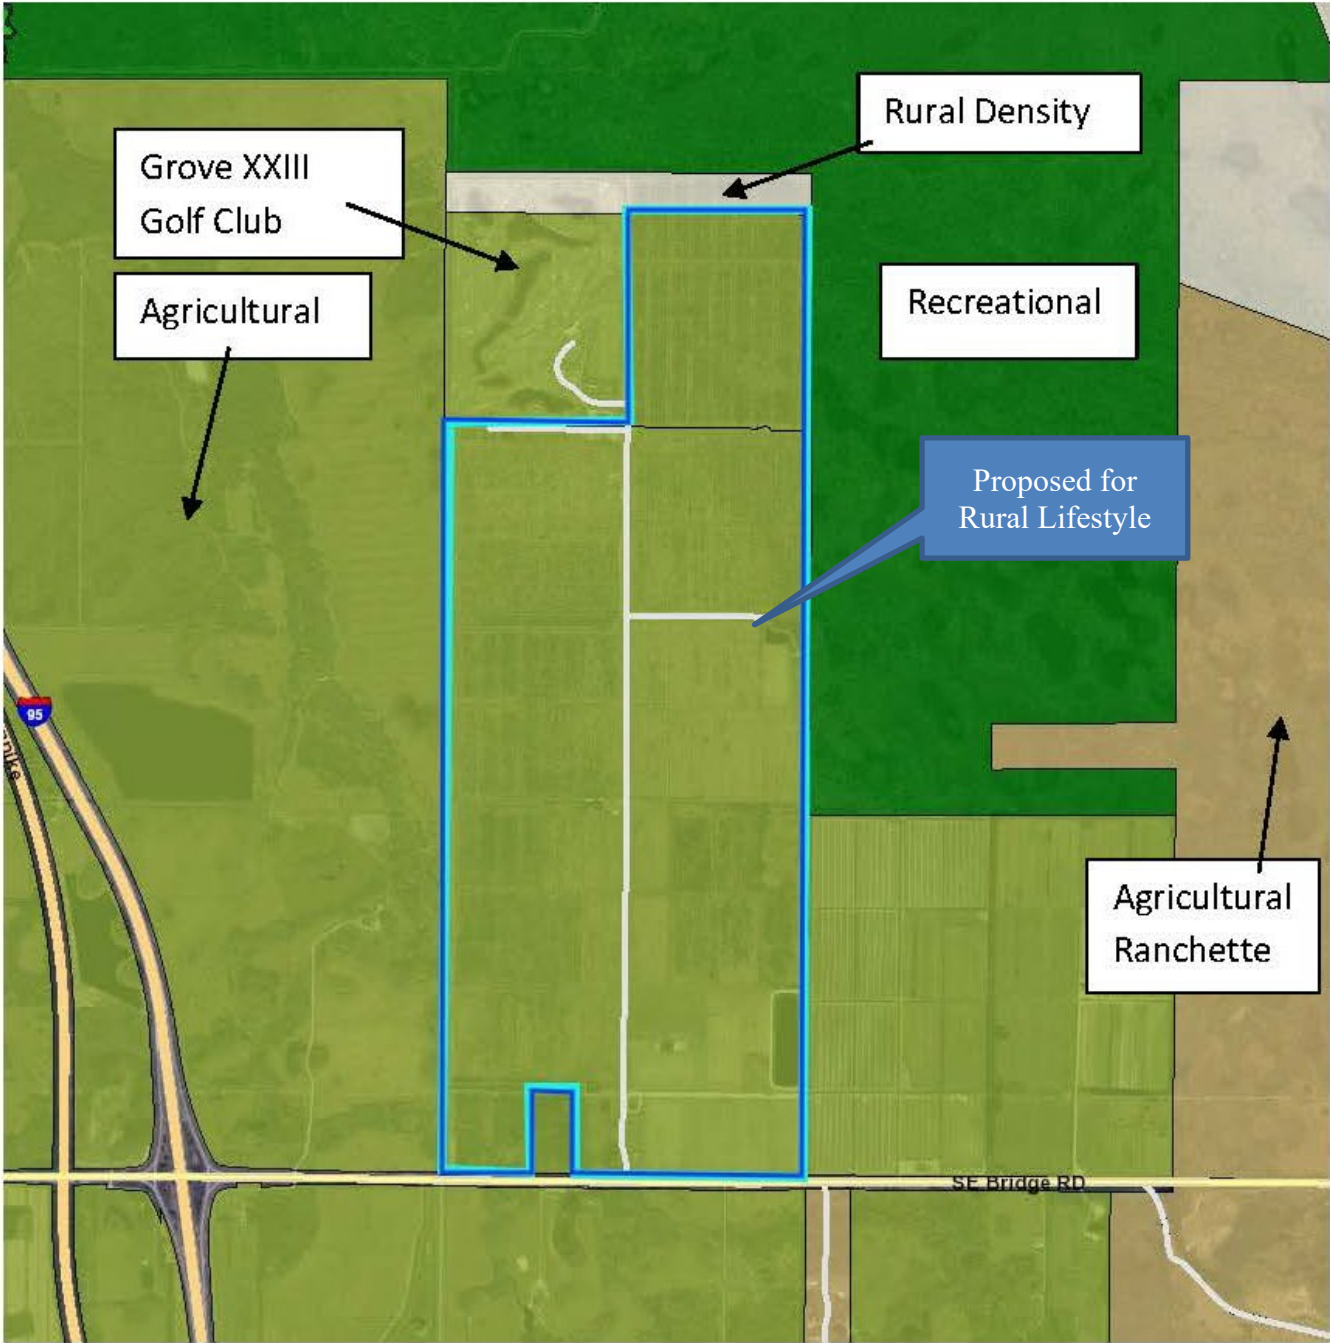 Rural Density
Grove XXIII
Golf Club
Agricultural
Recreational
Proposed for
Rural Lifestyle
95
Agricultural
Ranchette
SE Bridge RD